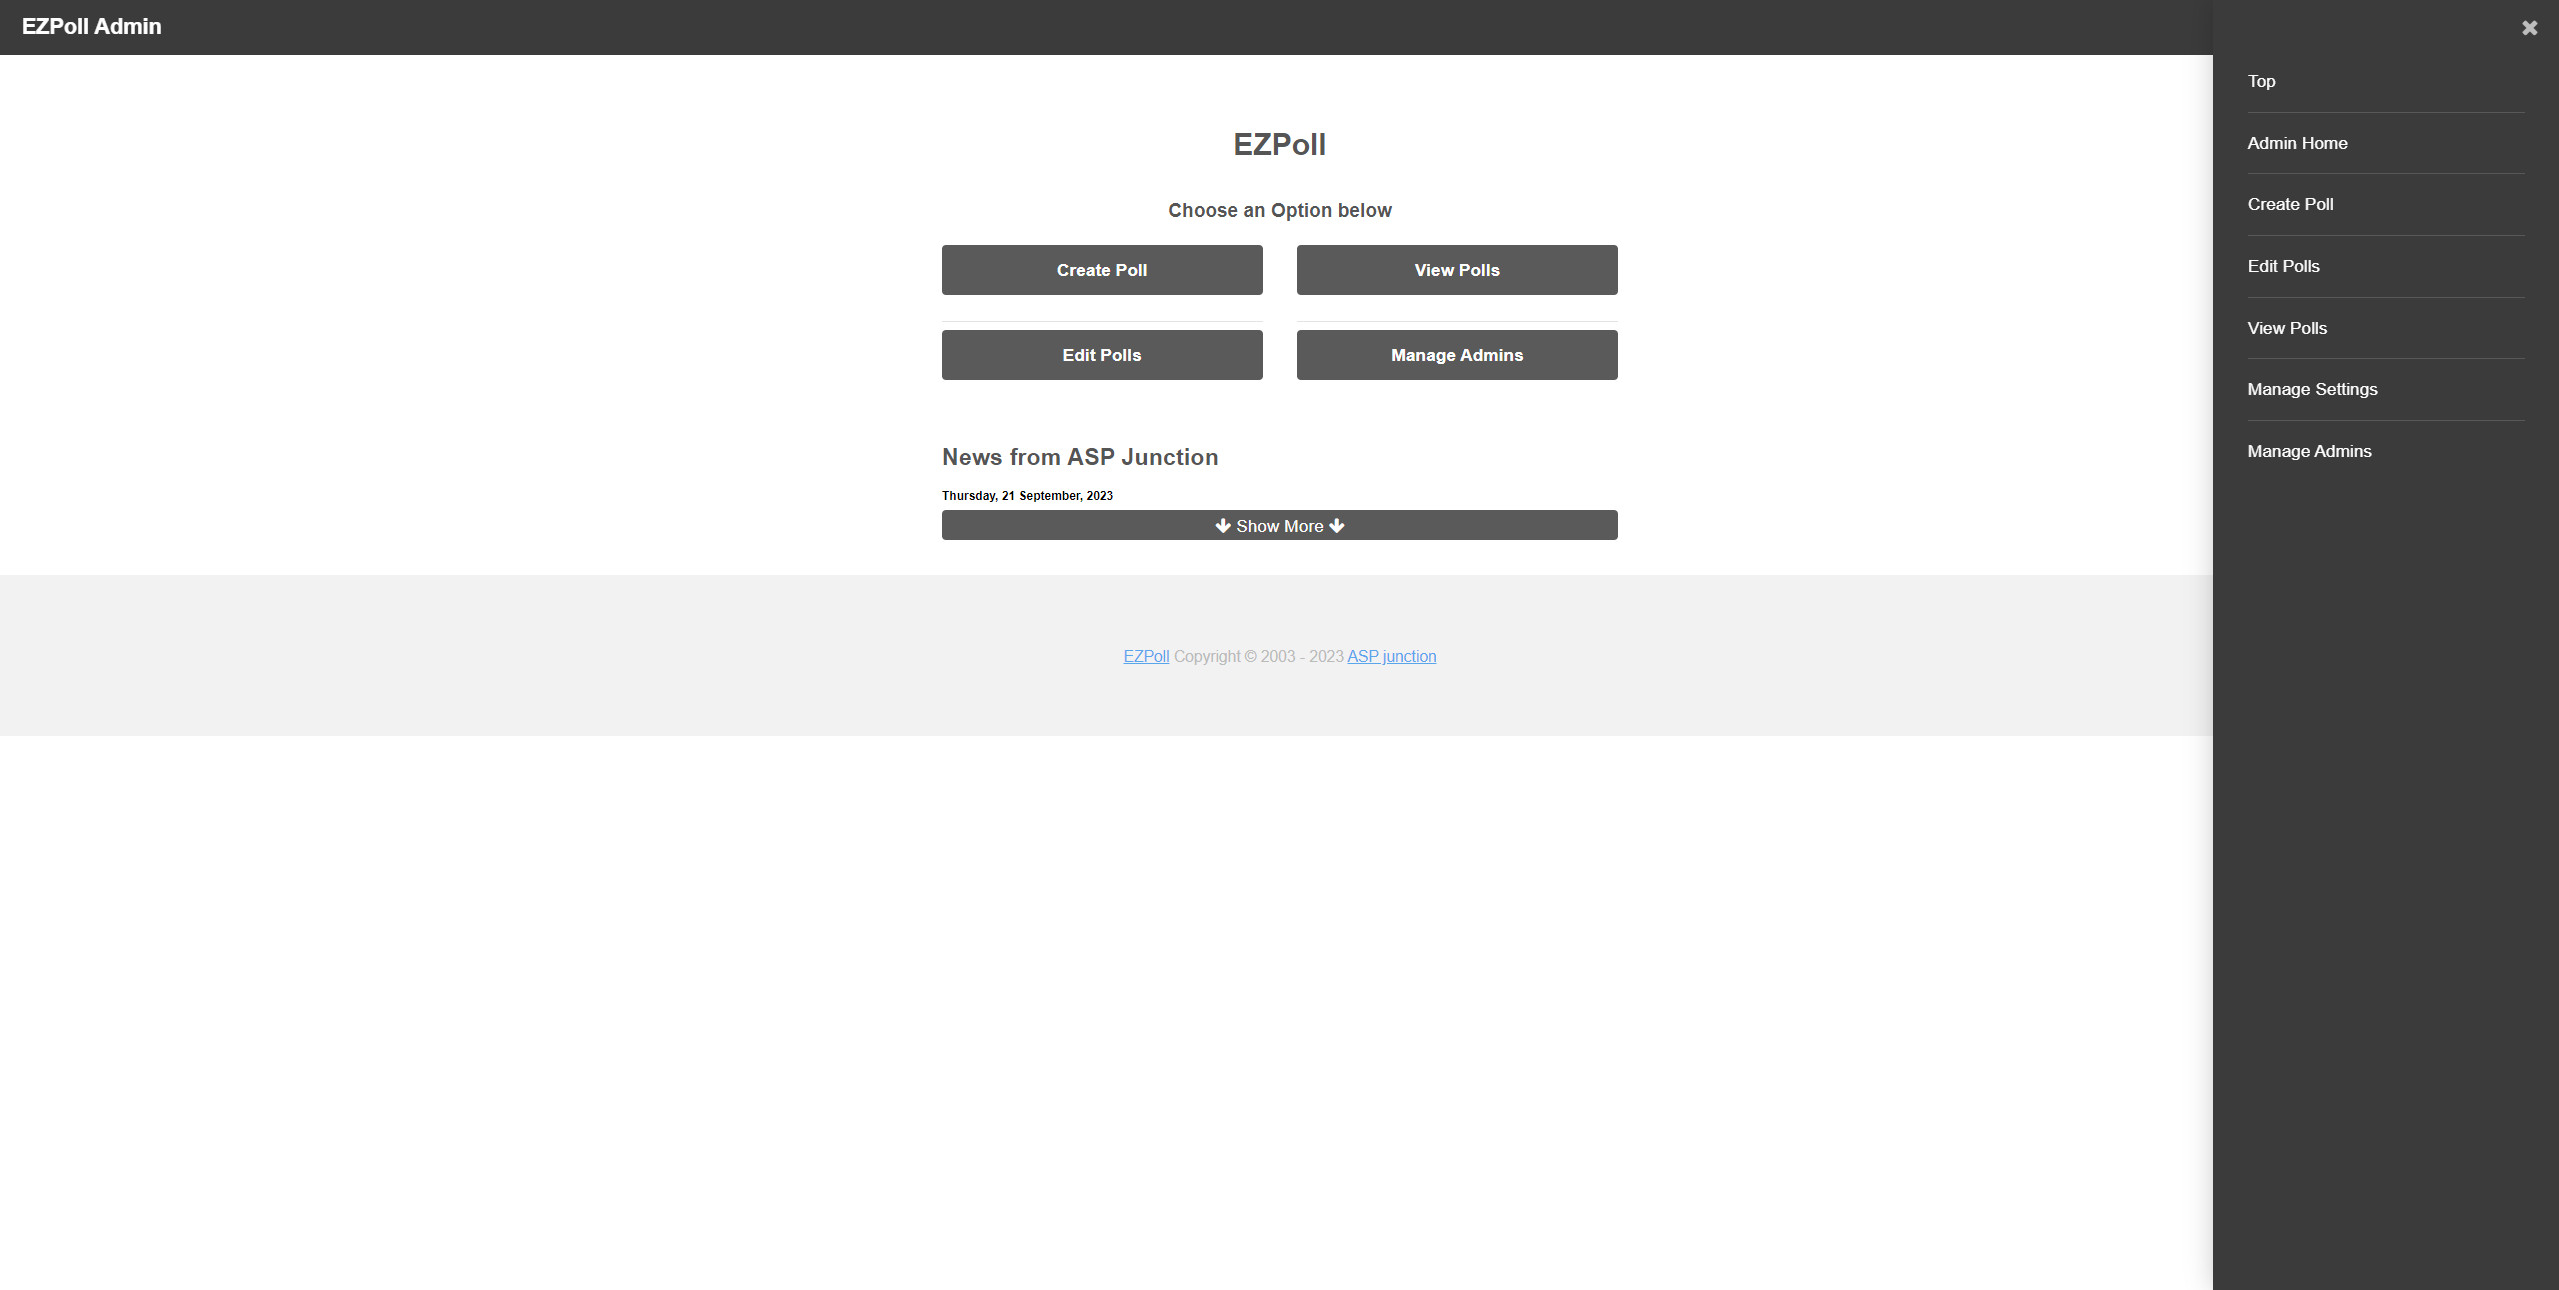 EZPoll Admin
EZPoll
Choose an Option below
Create Poll
View Polls
Edit Polls
Manage Admins
News from ASP Junction
Thursday, 21 September, 2023
Show More
EZPoll Copyright © 2003 - 2023 ASP junction
Top
Admin Home
Create Poll
Edit Polls
View Polls
Manage Settings
Manage Admins